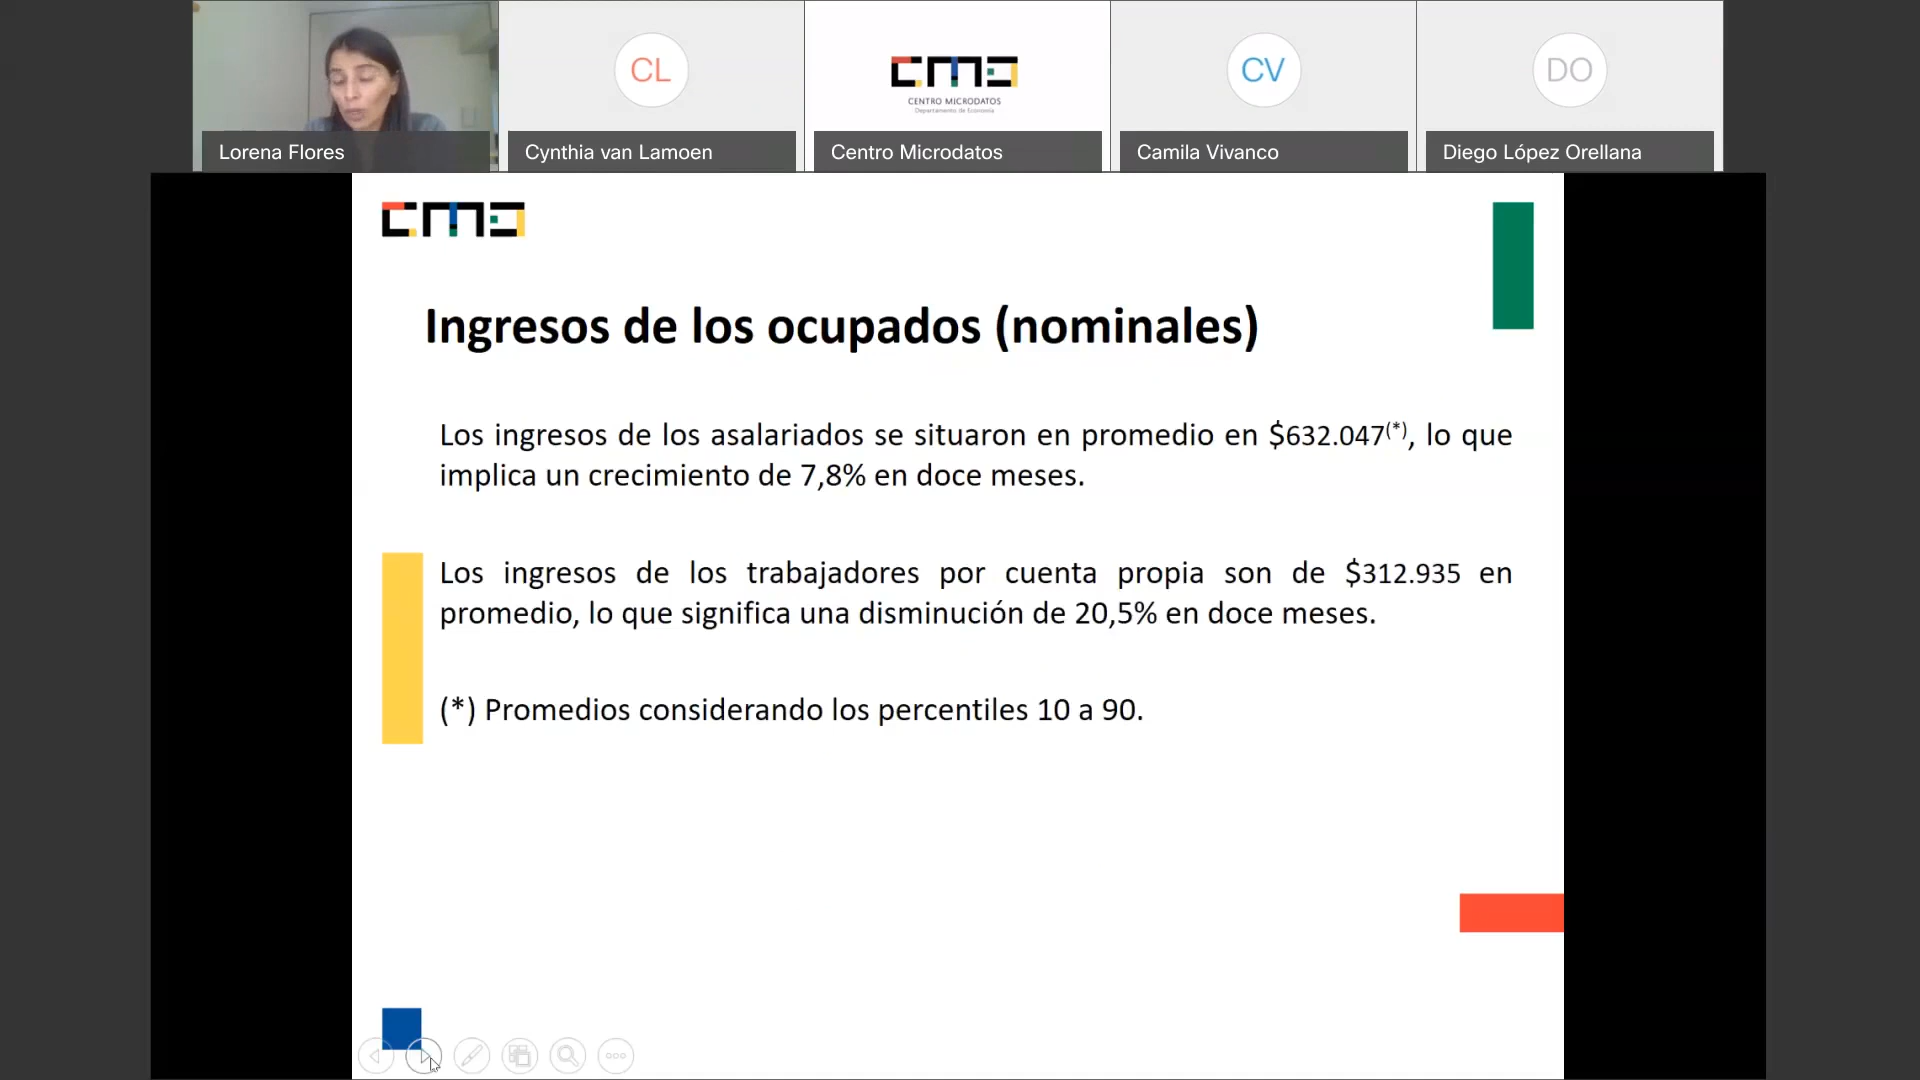 CL
CENTRO MICRODATOS
Departamento de Economía
CV
DO
Lorena Flores
Cynthia van Lamoen
Centro Microdatos
Camila Vivanco
Diego López Orellana
Ingresos de los ocupados (nominales)
Los ingresos de los asalariados se situaron en promedio en $632.047(*), lo que
implica un crecimiento de 7,8% en doce meses.
Los ingresos de los trabajadores por cuenta propia son de $312.935 en
promedio, lo que significa una disminución de 20,5% en doce meses.
(*) Promedios considerando los percentiles 10 a 90.